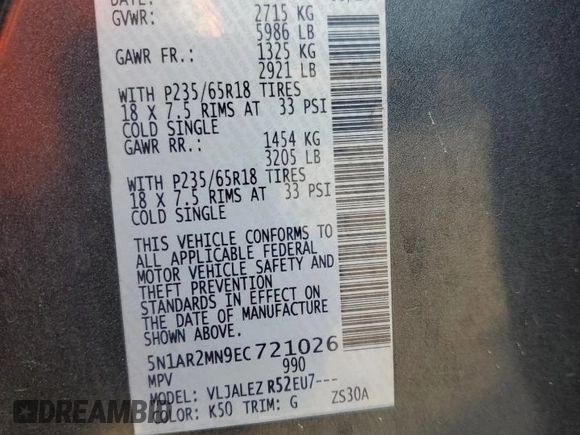 DATE:
GVWR: 2715 KG
5986 LB
GAWR FR.: 1325 KG
2921 LB
WITH P235/65R18 TIRES
18 X 7.5 RIMS AT 33 PSI
COLD SINGLE
GAWR RR.: 1454 KG
3205 LB
WITH P235/65R18 TIRES
18 X 7.5 RIMS AT 33 PSI
COLD SINGLE
THIS VEHICLE CONFORMS TO
ALL APPLICABLE FEDERAL
MOTOR VEHICLE SAFETY AND
THEFT PREVENTION
STANDARDS IN EFFECT ON
THE DATE OF MANUFACTURE
SHOWN ABOVE.
5N1AR2MN9EC721026
MPV 990
MODEL: VLJALEZ R52EU7---
COLOR: K50 TRIM: G ZS30A
DREAMBID